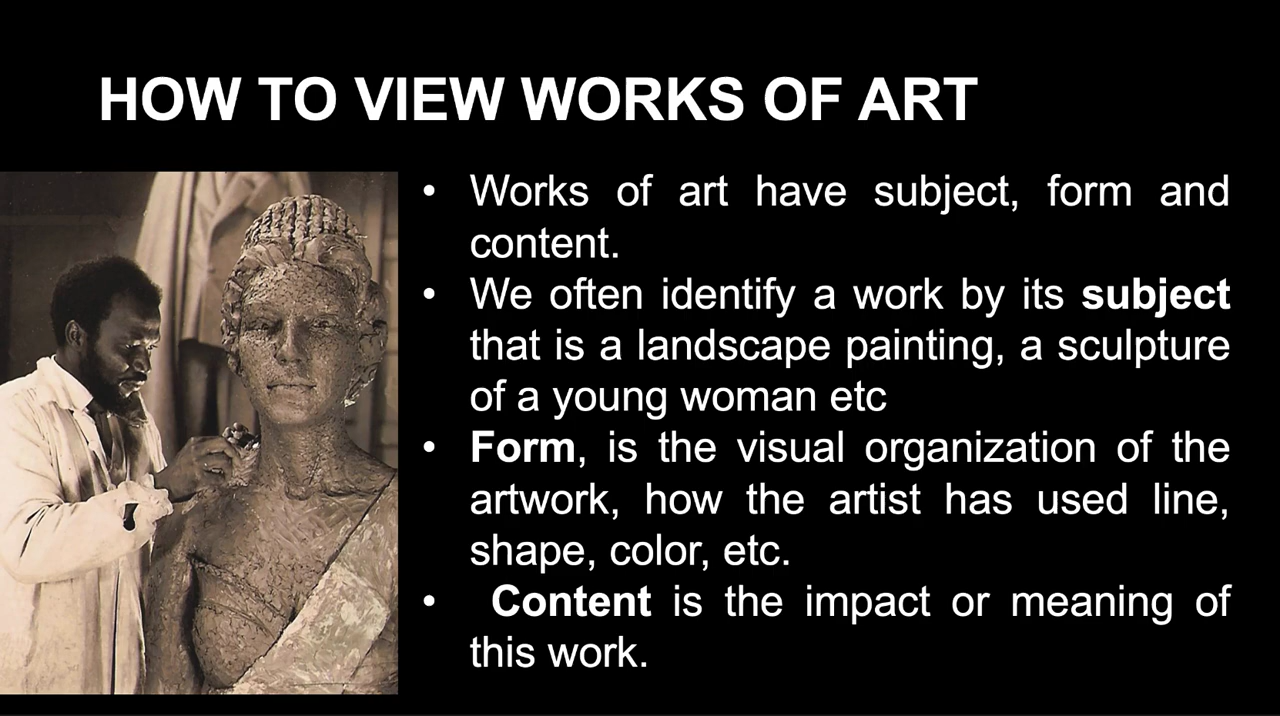 HOW TO VIEW WORKS OF ART
• Works of art have subject, form and
content.
• We often identify a work by its subject
that is a landscape painting, a sculpture
of a young woman etc
• Form, is the visual organization of the
artwork, how the artist has used line,
shape, color, etc.
• Content is the impact or meaning of
this work.